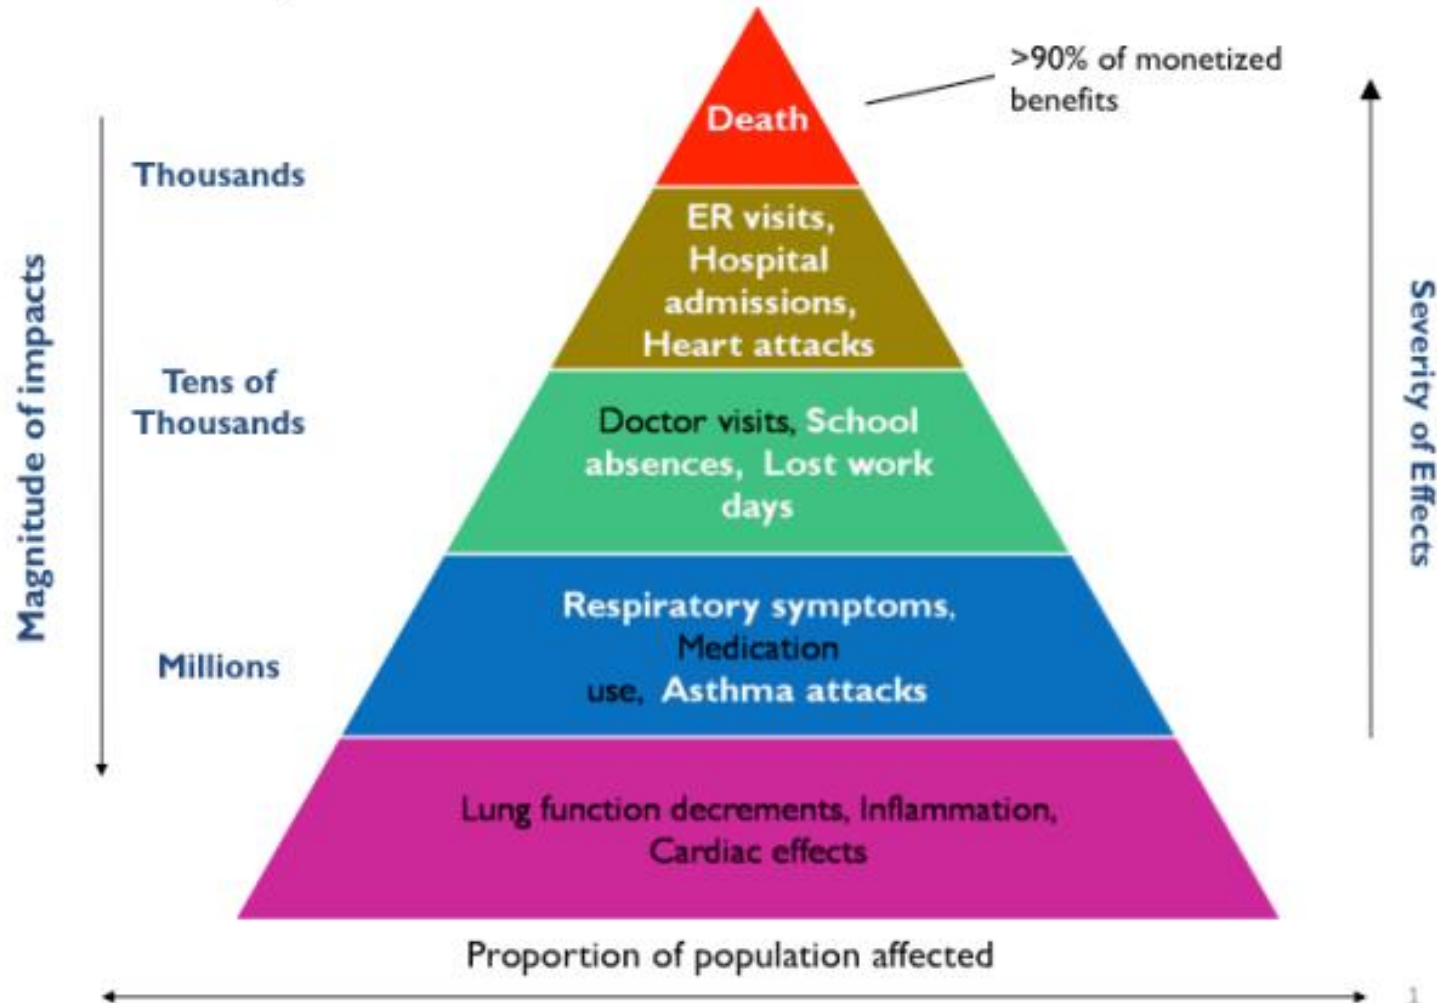 >90% of monetized
benefits
Death
Thousands
ER visits,
Hospital
admissions,
Heart attacks
Tens of
Thousands
Doctor visits, School
absences, Lost work
days
Magnitude of impacts
Severity of Effects
Respiratory symptoms,
Medication
use, Asthma attacks
Millions
Lung function decrements, Inflammation,
Cardiac effects
Proportion of population affected
1